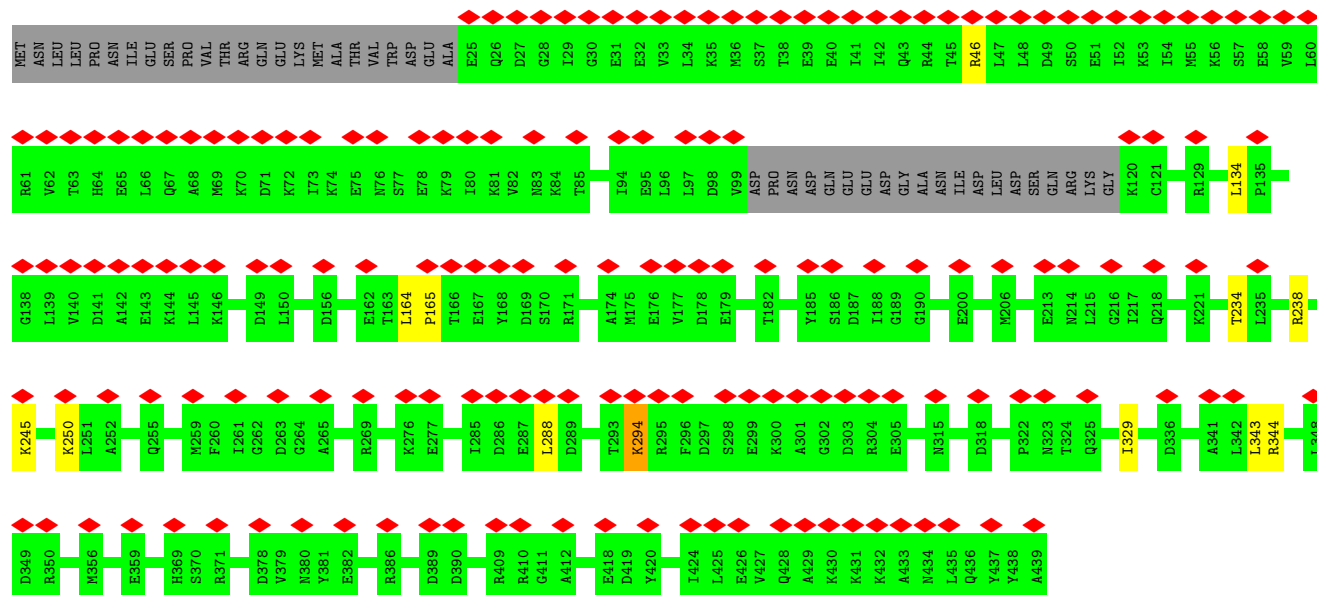 MET ASN LEU LEU PRO ASN ILE GLU SER PRO VAL THR ARG GLN GLU LYS MET ALA THR VAL TRP ASP GLU ALA E25 Q26 D27 G28 I29 G30 E31 E32 V33 L34 K35 M36 S37 T38 E39 E40 I41 I42 Q43 R44 T45 R46 L47 L48 D49 S50 E51 I52 K53 I54 M55 K56 S57 E58 V59 L60
R61 V62 T63 H64 E65 L66 Q67 A68 M69 K70 D71 K72 I73 K74 E75 N76 S77 E78 K79 I80 K81 V82 N83 K84 T85 I94 E95 L96 L97 D98 V99 ASP PRO ASN ASP GLN GLU GLU ASP GLY ALA ASN ILE ASP LEU ASP SER GLN ARG LYS GLY K120 C121 R129 L134 P135
G138 L139 V140 D141 A142 E143 K144 L145 K146 D149 L150 D156 E162 T163 L164 P165 T166 E167 Y168 D169 S170 R171 A174 M175 E176 V177 D178 E179 T182 Y185 S186 D187 I188 G189 G190 E200 M206 E213 N214 L215 G216 I217 Q218 K221 T234 L235 R238
K245 K250 L251 A252 Q255 M259 F260 I261 G262 D263 G264 A265 R269 K276 E277 I285 D286 E287 L288 D289 T293 K294 R295 F296 D297 S298 E299 K300 A301 G302 D303 R304 E305 N315 D318 P322 N323 T324 Q325 I329 D336 A341 L342 L343 R344 L348
D349 R350 M356 E359 H369 S370 R371 D378 V379 N380 Y381 E382 R386 D389 D390 R409 R410 G411 A412 E418 D419 Y420 I424 L425 E426 V427 Q428 A429 K430 K431 K432 A433 N434 L435 Q436 Y437 Y438 A439